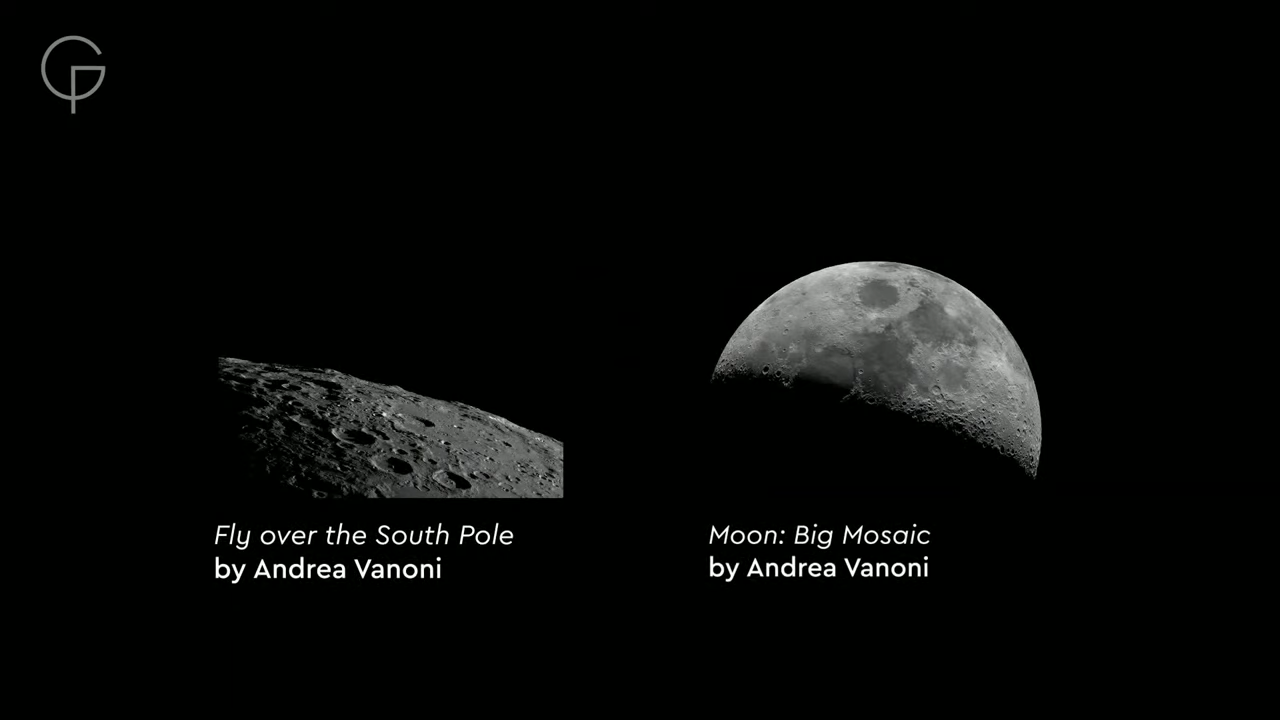 Fly over the South Pole
by Andrea Vanoni
Moon: Big Mosaic
by Andrea Vanoni